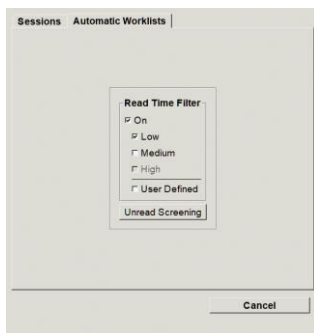 Sessions Automatic Worklists
Read Time Filter
On
Low
Medium
High
User Defined
Unread Screening
Cancel